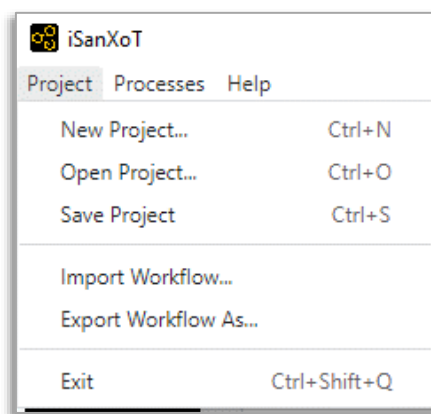 iSanXoT
Project Processes Help
New Project... Ctrl+N
Open Project... Ctrl+O
Save Project Ctrl+S
Import Workflow...
Export Workflow As...
Exit Ctrl+Shift+Q